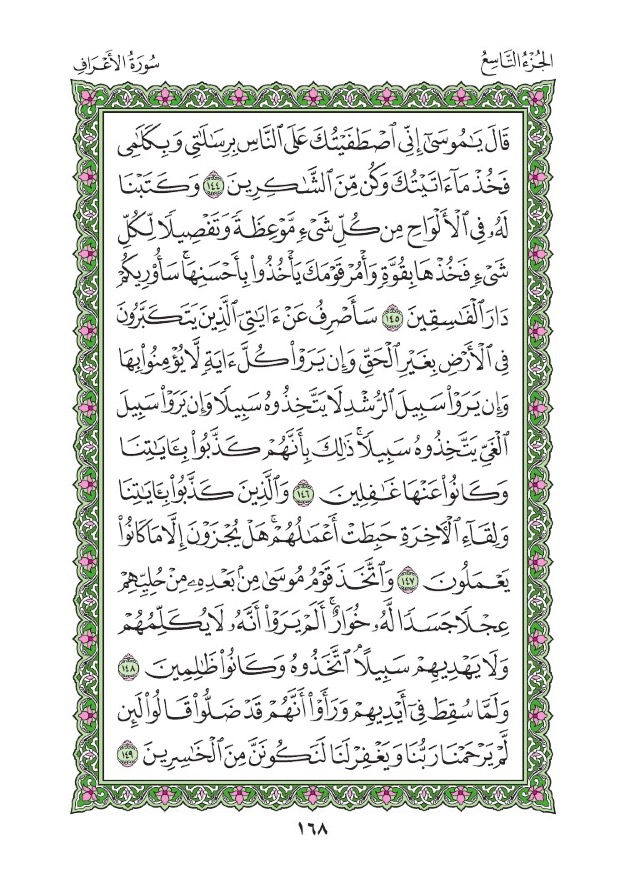 الجُزْءُ التَّاسِعُ
سُورَةُ الأَعْرَافِ
قَالَ يَٰمُوسَىٰٓ إِنِّي ٱصۡطَفَيۡتُكَ عَلَى ٱلنَّاسِ بِرِسَٰلَٰتِي وَبِكَلَٰمِي
فَخُذۡ مَآ ءَاتَيۡتُكَ وَكُن مِّنَ ٱلشَّٰكِرِينَ ١٤٤ وَكَتَبۡنَا
لَهُۥ فِي ٱلۡأَلۡوَاحِ مِن كُلِّ شَيۡءٖ مَّوۡعِظَةٗ وَتَفۡصِيلٗا لِّكُلِّ
شَيۡءٖ فَخُذۡهَا بِقُوَّةٖ وَأۡمُرۡ قَوۡمَكَ يَأۡخُذُواْ بِأَحۡسَنِهَاۚ سَأُوْرِيكُمۡ
دَارَ ٱلۡفَٰسِقِينَ ١٤٥ سَأَصۡرِفُ عَنۡ ءَايَٰتِيَ ٱلَّذِينَ يَتَكَبَّرُونَ
فِي ٱلۡأَرۡضِ بِغَيۡرِ ٱلۡحَقِّ وَإِن يَرَوۡاْ كُلَّ ءَايَةٖ لَّا يُؤۡمِنُواْ بِهَا
وَإِن يَرَوۡاْ سَبِيلَ ٱلرُّشۡدِ لَا يَتَّخِذُوهُ سَبِيلٗا وَإِن يَرَوۡاْ سَبِيلَ
ٱلۡغَيِّ يَتَّخِذُوهُ سَبِيلٗاۚ ذَٰلِكَ بِأَنَّهُمۡ كَذَّبُواْ بِـَٔايَٰتِنَا
وَكَانُواْ عَنۡهَا غَٰفِلِينَ ١٤٦ وَٱلَّذِينَ كَذَّبُواْ بِـَٔايَٰتِنَا
وَلِقَآءِ ٱلۡأٓخِرَةِ حَبِطَتۡ أَعۡمَٰلُهُمۡۚ هَلۡ يُجۡزَوۡنَ إِلَّا مَا كَانُواْ
يَعۡمَلُونَ ١٤٧ وَٱتَّخَذَ قَوۡمُ مُوسَىٰ مِنۢ بَعۡدِهِۦ مِنۡ حُلِيِّهِمۡ
عِجۡلٗا جَسَدٗا لَّهُۥ خُوَارٌۚ أَلَمۡ يَرَوۡاْ أَنَّهُۥ لَا يُكَلِّمُهُمۡ
وَلَا يَهۡدِيهِمۡ سَبِيلًاۘ ٱتَّخَذُوهُ وَكَانُواْ ظَٰلِمِينَ ١٤٨
وَلَمَّا سُقِطَ فِيٓ أَيۡدِيهِمۡ وَرَأَوۡاْ أَنَّهُمۡ قَدۡ ضَلُّواْ قَالُواْ لَئِن
لَّمۡ يَرۡحَمۡنَا رَبُّنَا وَيَغۡفِرۡ لَنَا لَنَكُونَنَّ مِنَ ٱلۡخَٰسِرِينَ ١٤٩
١٦٨